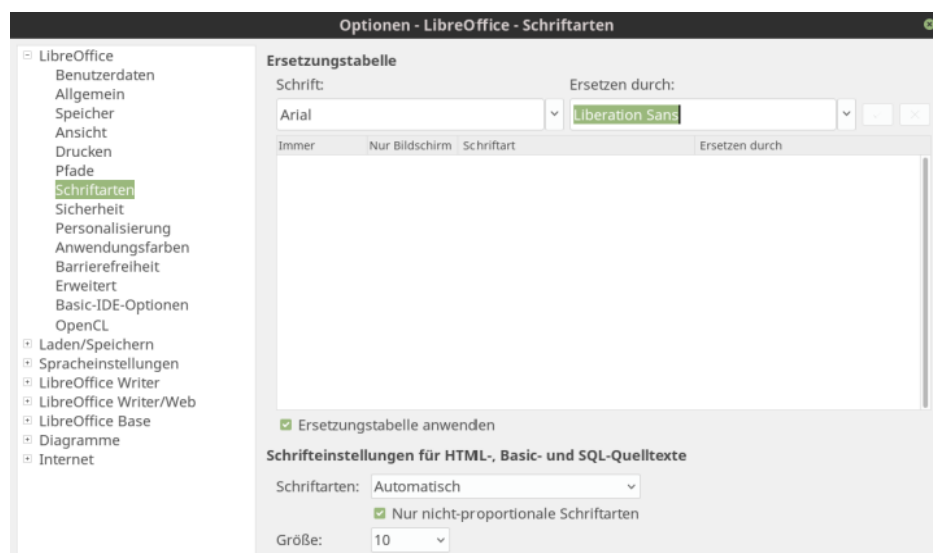 Optionen - LibreOffice - Schriftarten
LibreOffice
Benutzerdaten
Allgemein
Speicher
Ansicht
Drucken
Pfade
Schriftarten
Sicherheit
Personalisierung
Anwendungsfarben
Barrierefreiheit
Erweitert
Basic-IDE-Optionen
OpenCL
Laden/Speichern
Spracheinstellungen
LibreOffice Writer
LibreOffice Writer/Web
LibreOffice Base
Diagramme
Internet
Ersetzungstabelle
Schrift: Ersetzen durch:
Arial Liberation Sans
Immer Nur Bildschirm Schriftart Ersetzen durch
Ersetzungstabelle anwenden
Schrifteinstellungen für HTML-, Basic- und SQL-Quelltexte
Schriftarten: Automatisch
Nur nicht-proportionale Schriftarten
Größe: 10